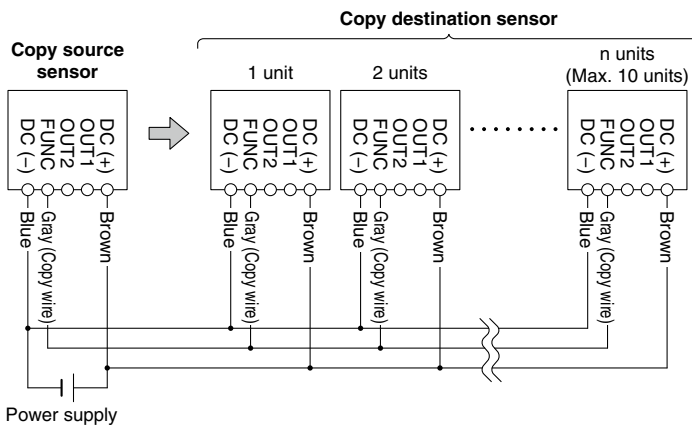 Copy destination sensor
Copy source
sensor
1 unit
2 units
n units
(Max. 10 units)
DC (–)
FUNC
OUT2
OUT1
DC (+)
DC (–)
FUNC
OUT2
OUT1
DC (+)
DC (–)
FUNC
OUT2
OUT1
DC (+)
DC (–)
FUNC
OUT2
OUT1
DC (+)
Blue
Gray (Copy wire)
Brown
Blue
Gray (Copy wire)
Brown
Blue
Gray (Copy wire)
Brown
Blue
Gray (Copy wire)
Brown
Power supply